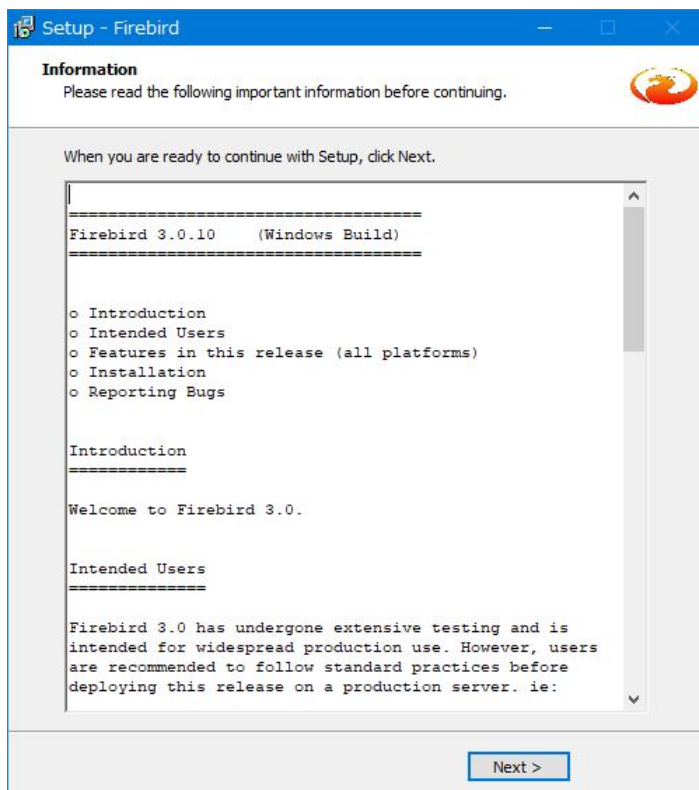 Setup - Firebird
Information
Please read the following important information before continuing.
When you are ready to continue with Setup, click Next.
====================================
Firebird 3.0.10    (Windows Build)
====================================
o Introduction
o Intended Users
o Features in this release (all platforms)
o Installation
o Reporting Bugs
Introduction
============
Welcome to Firebird 3.0.
Intended Users
==============
Firebird 3.0 has undergone extensive testing and is
intended for widespread production use. However, users
are recommended to follow standard practices before
deploying this release on a production server. ie:
Next >